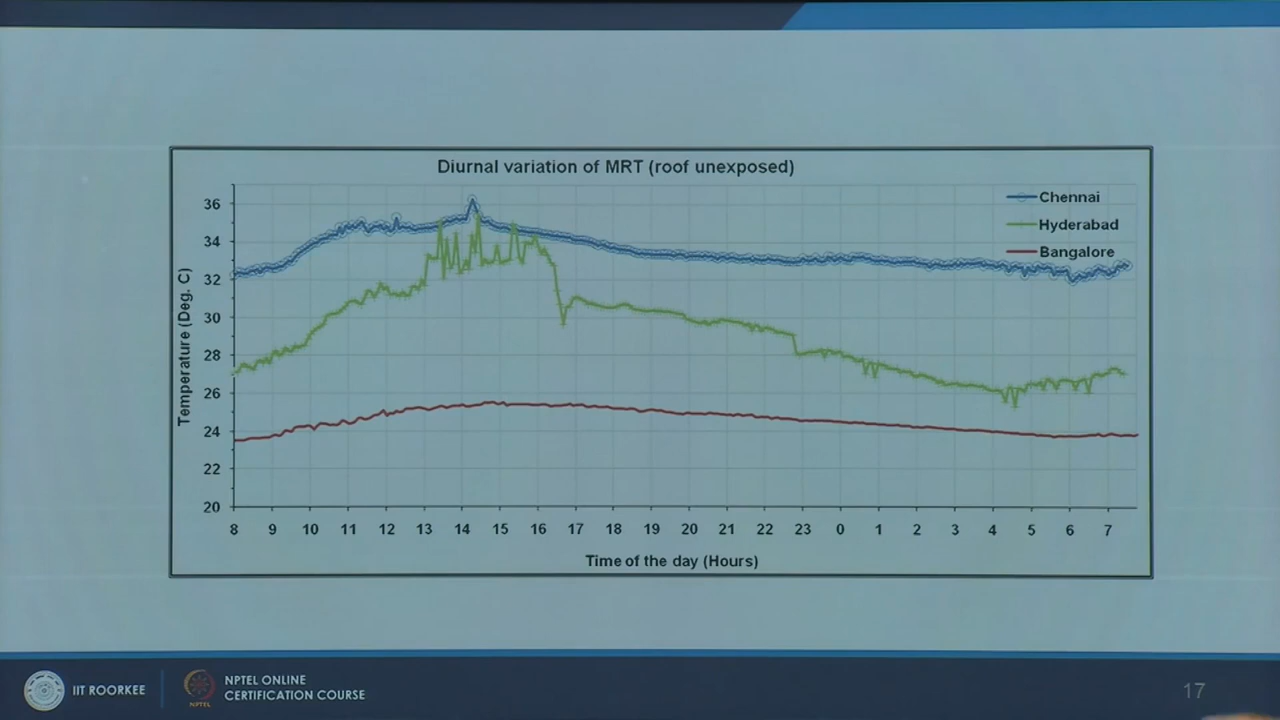 Diurnal variation of MRT (roof unexposed)
Chennai
Hyderabad
Bangalore
36
34
32
30
28
26
24
22
20
Temperature (Deg. C)
8 9 10 11 12 13 14 15 16 17 18 19 20 21 22 23 0 1 2 3 4 5 6 7
Time of the day (Hours)
IIT ROORKEE
NPTEL
NPTEL ONLINE
CERTIFICATION COURSE
17